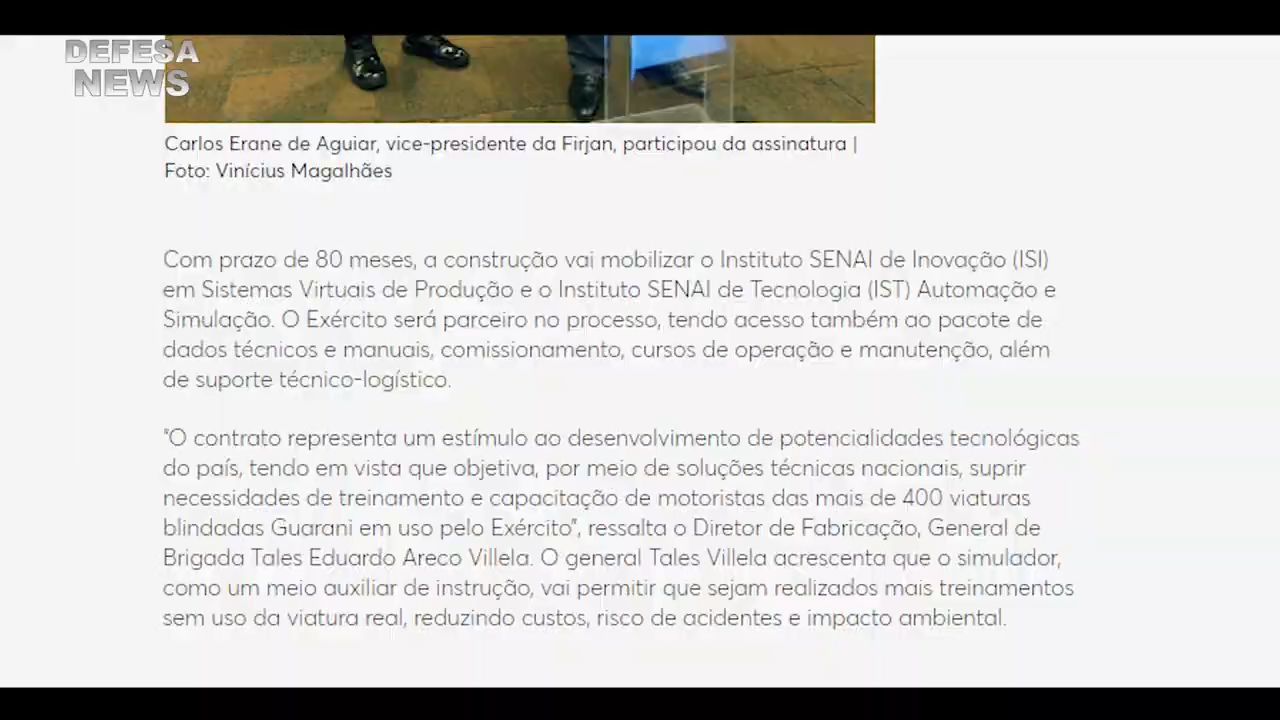 DEFESA
NEWS
Carlos Erane de Aguiar, vice-presidente da Firjan, participou da assinatura |
Foto: Vinícius Magalhães
Com prazo de 80 meses, a construção vai mobilizar o Instituto SENAI de Inovação (ISI)
em Sistemas Virtuais de Produção e o Instituto SENAI de Tecnologia (IST) Automação e
Simulação. O Exército será parceiro no processo, tendo acesso também ao pacote de
dados técnicos e manuais, comissionamento, cursos de operação e manutenção, além
de suporte técnico-logístico.
"O contrato representa um estímulo ao desenvolvimento de potencialidades tecnológicas
do país, tendo em vista que objetiva, por meio de soluções técnicas nacionais, suprir
necessidades de treinamento e capacitação de motoristas das mais de 400 viaturas
blindadas Guarani em uso pelo Exército", ressalta o Diretor de Fabricação, General de
Brigada Tales Eduardo Areco Villela. O general Tales Villela acrescenta que o simulador,
como um meio auxiliar de instrução, vai permitir que sejam realizados mais treinamentos
sem uso da viatura real, reduzindo custos, risco de acidentes e impacto ambiental.